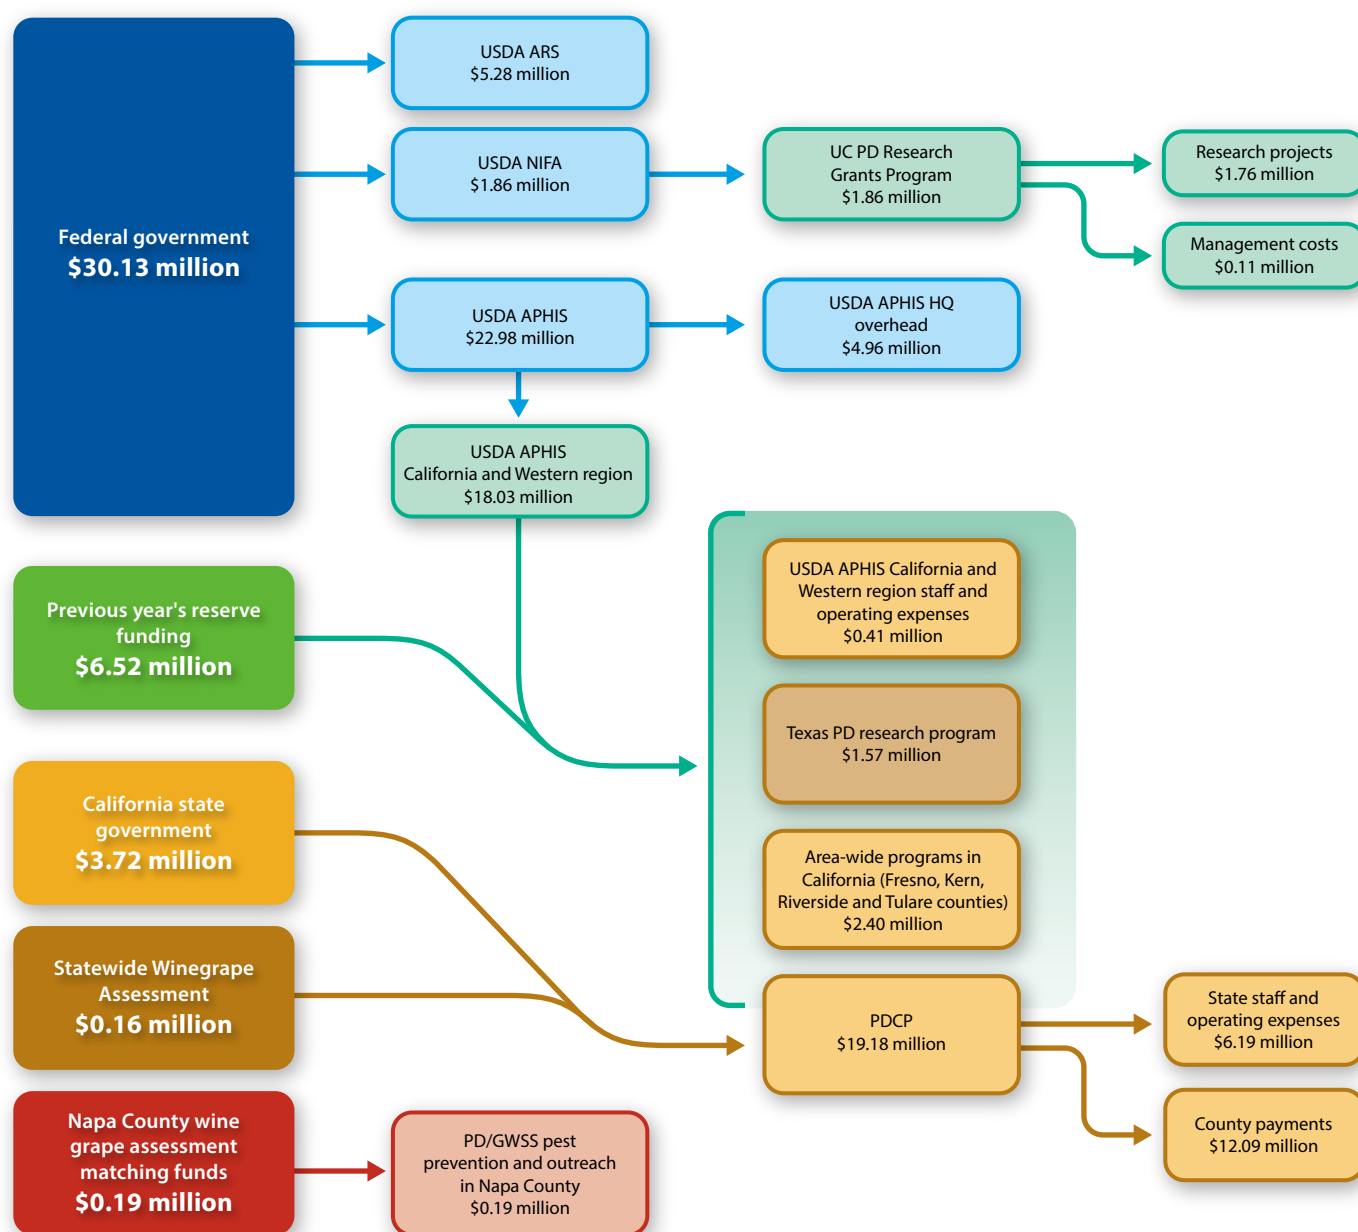 Federal government
$30.13 million
USDA ARS
$5.28 million
USDA NIFA
$1.86 million
UC PD Research
Grants Program
$1.86 million
Research projects
$1.76 million
Management costs
$0.11 million
USDA APHIS
$22.98 million
USDA APHIS HQ
overhead
$4.96 million
USDA APHIS
California and Western region
$18.03 million
Previous year's reserve
funding
$6.52 million
USDA APHIS California and
Western region staff and
operating expenses
$0.41 million
Texas PD research program
$1.57 million
California state
government
$3.72 million
Area-wide programs in
California (Fresno, Kern,
Riverside and Tulare counties)
$2.40 million
Statewide Winegrape
Assessment
$0.16 million
PDCP
$19.18 million
State staff and
operating expenses
$6.19 million
County payments
$12.09 million
Napa County wine
grape assessment
matching funds
$0.19 million
PD/GWSS pest
prevention and outreach
in Napa County
$0.19 million